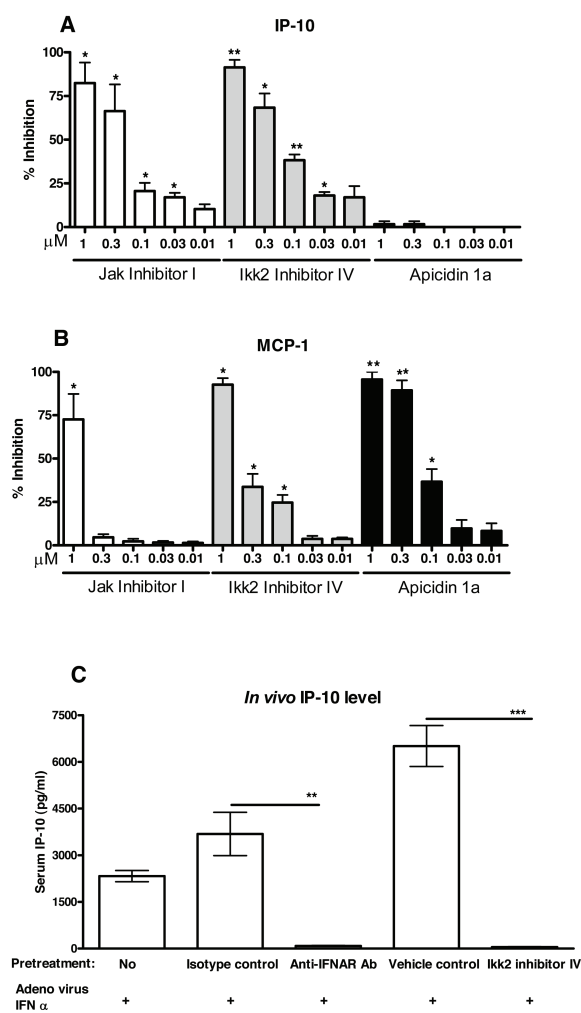 A
IP-10
% Inhibition
100
75
50
25
0
* * * * ** * ** *
μM 1 0.3 0.1 0.03 0.01 1 0.3 0.1 0.03 0.01 1 0.3 0.1 0.03 0.01
Jak Inhibitor I Ikk2 Inhibitor IV Apicidin 1a
B
MCP-1
% Inhibition
100
75
50
25
0
* * * * ** ** *
μM 1 0.3 0.1 0.03 0.01 1 0.3 0.1 0.03 0.01 1 0.3 0.1 0.03 0.01
Jak Inhibitor I Ikk2 Inhibitor IV Apicidin 1a
C
In vivo IP-10 level
Serum IP-10 (pg/ml)
7500
6000
4500
3000
1500
0
** ***
Pretreatment: No Isotype control Anti-IFNAR Ab Vehicle control Ikk2 inhibitor IV
Adeno virus
IFN α + + + + +